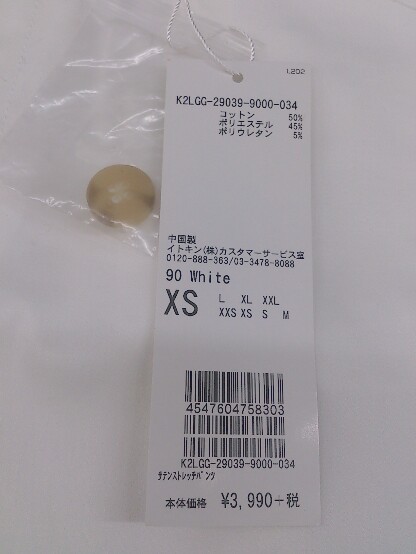 1,202
K2LGG-29039-9000-034
コットン 50%
ポリエステル 45%
ポリウレタン 5%
中国製
イトキン(株)カスタマーサービス室
0120-888-363/03-3478-8088
90 White
XS L XL XXL
XXS XS S M
4547604758303
K2LGG-29039-9000-034
サテンストレッチパンツ
本体価格 ¥3,990+税